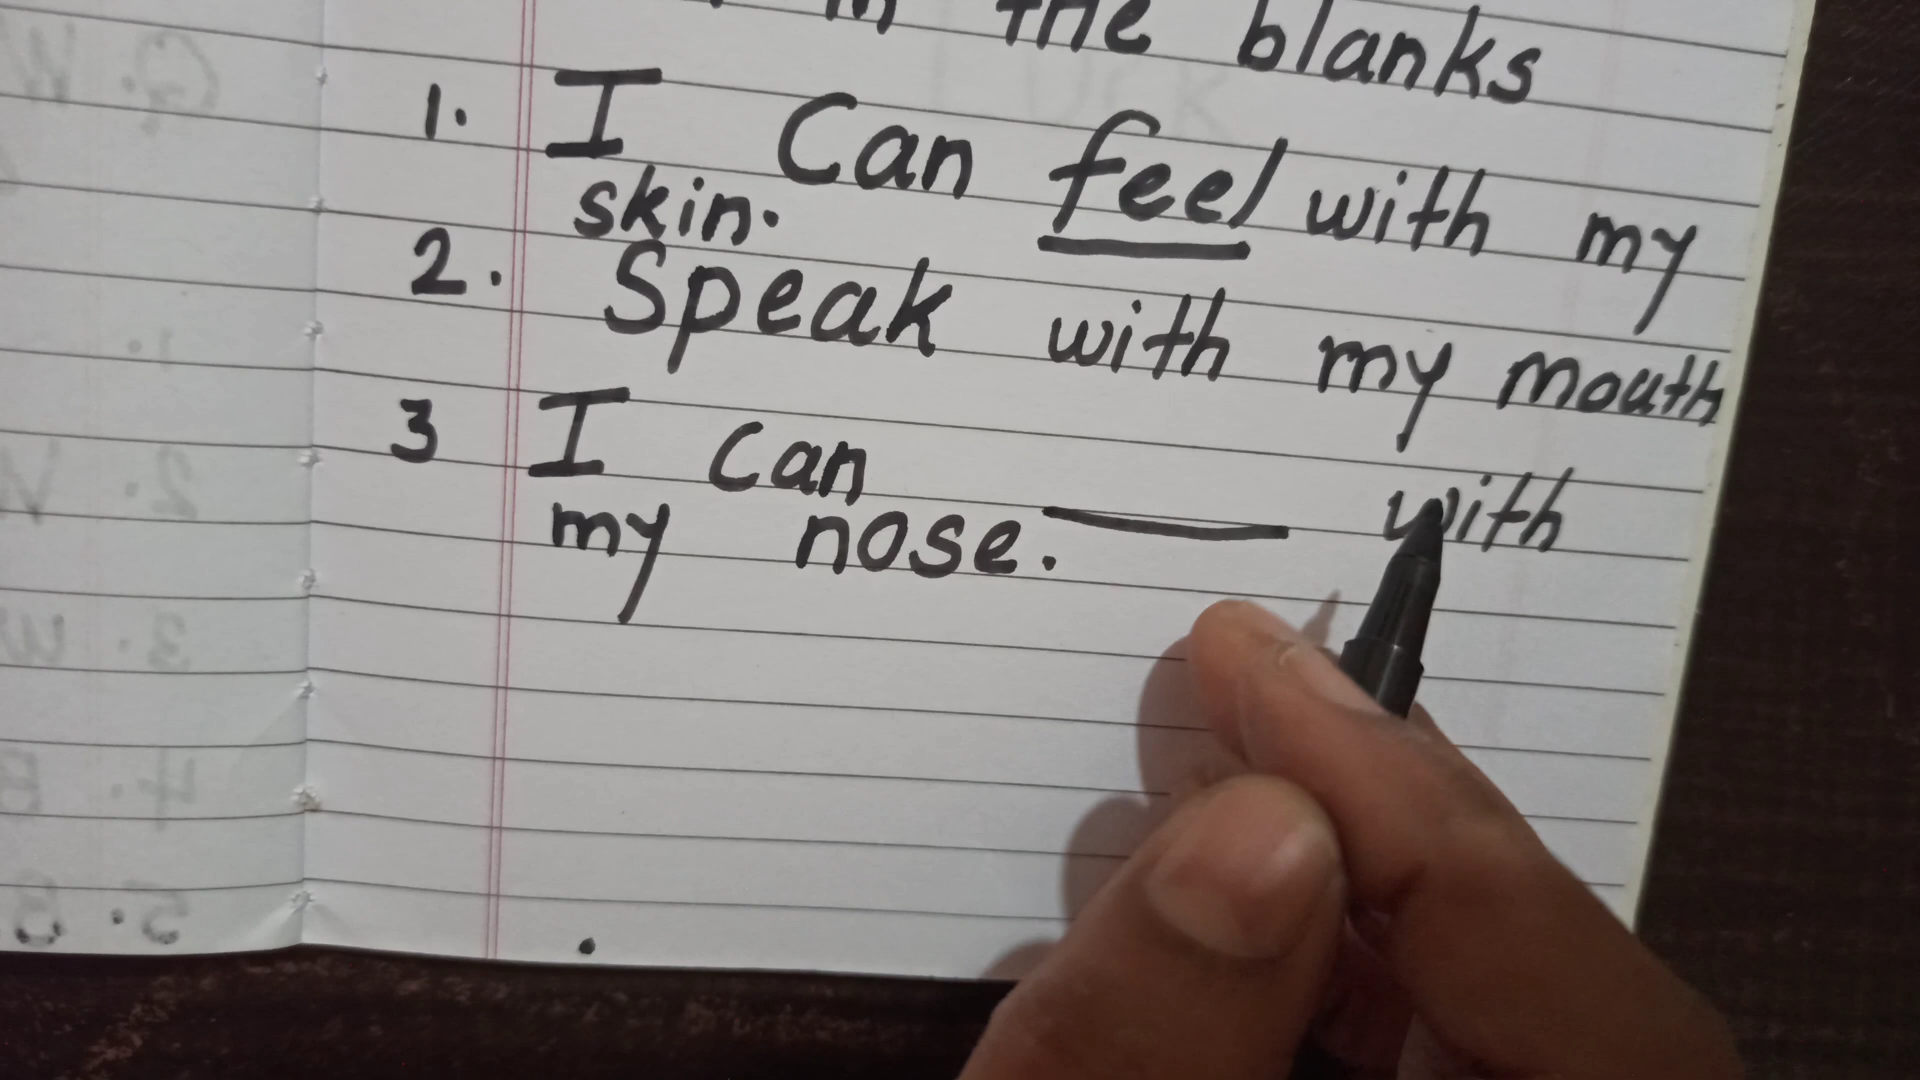 in the blanks
1. I Can feel with my
skin.
2. Speak with my mouth
3 I can ____ with
my nose.